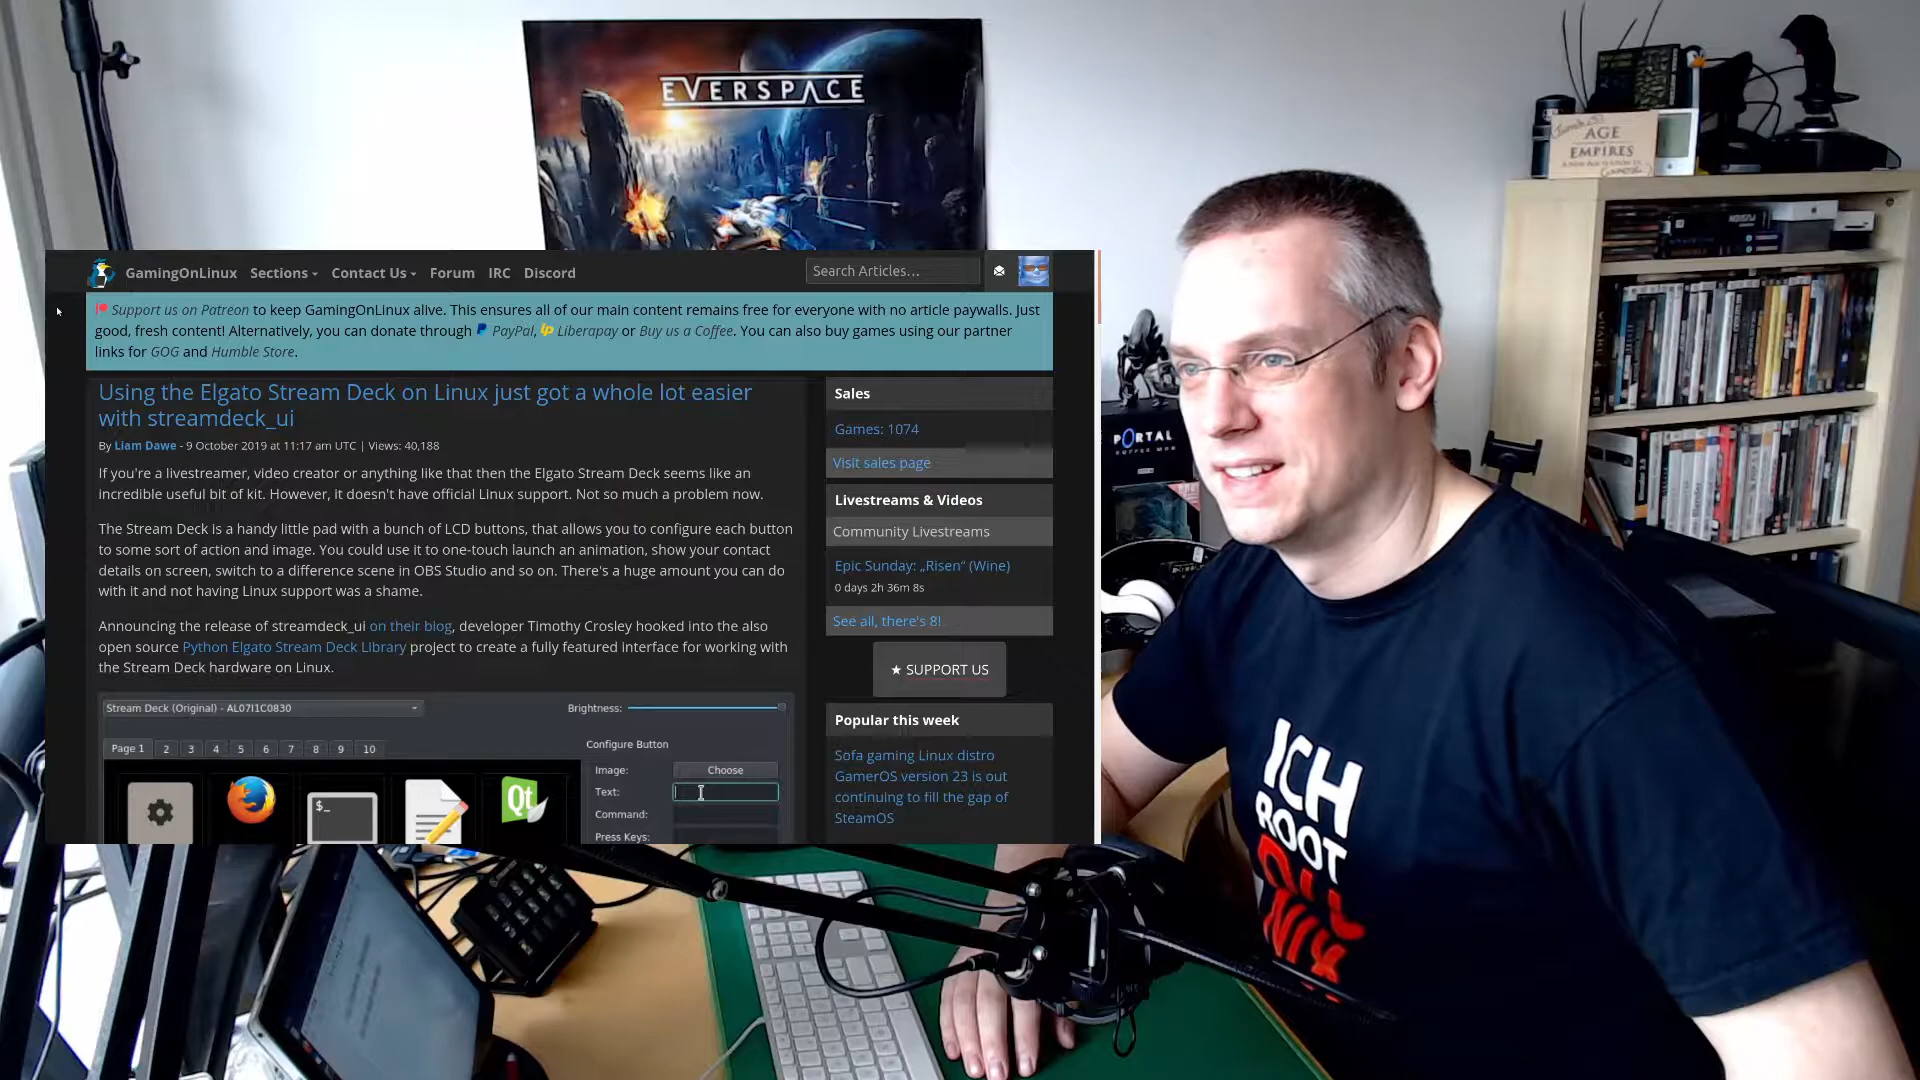 EVERSPACE
AGE
EMPIRES
GamingOnLinux Sections Contact Us Forum IRC Discord
Search Articles...
Support us on Patreon to keep GamingOnLinux alive. This ensures all of our main content remains free for everyone with no article paywalls. Just
good, fresh content! Alternatively, you can donate through PayPal, Liberapay or Buy us a Coffee. You can also buy games using our partner
links for GOG and Humble Store.
Using the Elgato Stream Deck on Linux just got a whole lot easier
with streamdeck_ui
By Liam Dawe - 9 October 2019 at 11:17 am UTC | Views: 40,188
If you're a livestreamer, video creator or anything like that then the Elgato Stream Deck seems like an
incredible useful bit of kit. However, it doesn't have official Linux support. Not so much a problem now.
The Stream Deck is a handy little pad with a bunch of LCD buttons, that allows you to configure each button
to some sort of action and image. You could use it to one-touch launch an animation, show your contact
details on screen, switch to a difference scene in OBS Studio and so on. There's a huge amount you can do
with it and not having Linux support was a shame.
Announcing the release of streamdeck_ui on their blog, developer Timothy Crosley hooked into the also
open source Python Elgato Stream Deck LIbrary project to create a fully featured interface for working with
the Stream Deck hardware on Linux.
Stream Deck (Original) - AL07I1C0830
Brightness:
Page 1 2 3 4 5 6 7 8 9 10
Configure Button
Image: Choose
Text:
Command:
Press Keys:
$_
Qt
Sales
Games: 1074
Visit sales page
Livestreams & Videos
Community Livestreams
Epic Sunday: „Risen“ (Wine)
0 days 2h 36m 8s
See all, there's 8!
★ SUPPORT US
Popular this week
Sofa gaming Linux distro
GamerOS version 23 is out
continuing to fill the gap of
SteamOS
PORTAL
ICH
ROOT